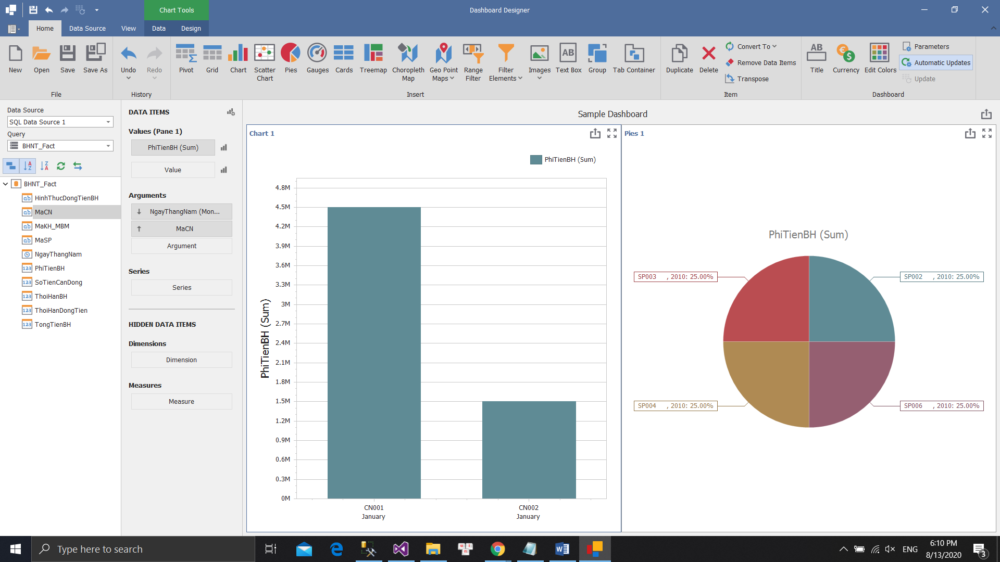 Chart Tools
Dashboard Designer
Home
Data Source
View
Data
Design
New
Open
Save
Save As
Undo
Redo
Pivot
Grid
Chart
Scatter
Chart
Pies
Gauges
Cards
Treemap
Choropleth
Map
Geo Point
Maps
Range
Filter
Filter
Elements
Images
Text Box
Group
Tab Container
Duplicate
Delete
Convert To
Remove Data Items
Transpose
Title
Currency
Edit Colors
Parameters
Automatic Updates
Update
File
History
Insert
Item
Dashboard
Data Source
SQL Data Source 1
Query
BHNT_Fact
BHNT_Fact
HinhThucDongTienBH
MaCN
MaKH_MBM
MaSP
NgayThangNam
PhiTienBH
SoTienCanDong
ThoiHanBH
ThoiHanDongTien
TongTienBH
DATA ITEMS
Values (Pane 1)
PhiTienBH (Sum)
Value
Arguments
NgayThangNam (Mon...
MaCN
Argument
Series
Series
HIDDEN DATA ITEMS
Dimensions
Dimension
Measures
Measure
Sample Dashboard
Chart 1
PhiTienBH (Sum)
PhiTienBH (Sum)
4.8M
4.5M
4.2M
3.9M
3.6M
3.3M
3M
2.7M
2.4M
2.1M
1.8M
1.5M
1.2M
0.9M
0.6M
0.3M
0M
CN001
January
CN002
January
Pies 1
PhiTienBH (Sum)
SP003 , 2010: 25.00%
SP002 , 2010: 25.00%
SP004 , 2010: 25.00%
SP006 , 2010: 25.00%
Type here to search
ENG
6:10 PM
8/13/2020
3